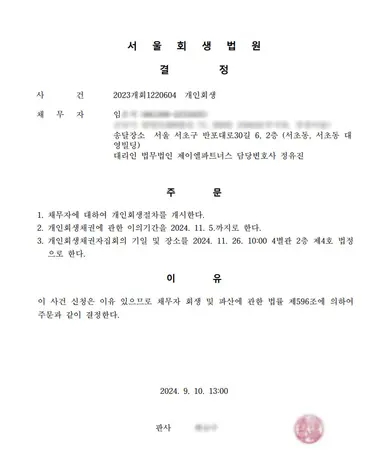 서 울 회 생 법 원
결 정
사 건 2023개회1220604 개인회생
채 무 자 임
송달장소 서울 서초구 반포대로30길 6, 2층 (서초동, 서초동 대
영빌딩)
대리인 법무법인 제이엘파트너스 담당변호사 정유진
주 문
1. 채무자에 대하여 개인회생절차를 개시한다.
2. 개인회생채권에 관한 이의기간을 2024. 11. 5.까지로 한다.
3. 개인회생채권자집회의 기일 및 장소를 2024. 11. 26. 10:00 4별관 2층 제4호 법정
으로 한다.
이 유
이 사건 신청은 이유 있으므로 채무자 회생 및 파산에 관한 법률 제596조에 의하여
주문과 같이 결정한다.
2024. 9. 10. 13:00
판사